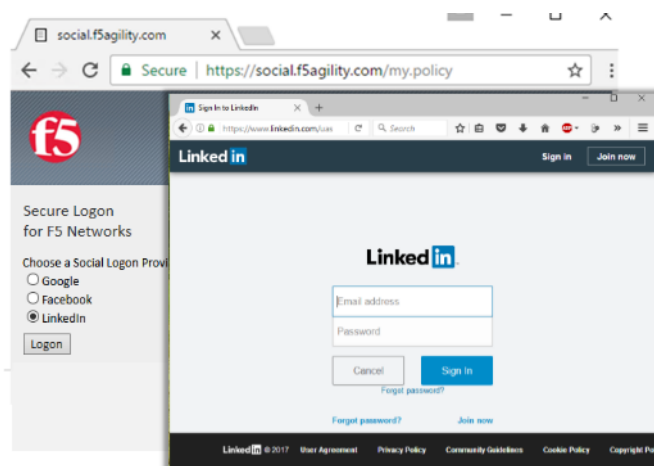 social.f5agility.com
Secure https://social.f5agility.com/my.policy
f5
Secure Logon
for F5 Networks
Choose a Social Logon Provi
Google
Facebook
LinkedIn
Logon
Sign In to LinkedIn
https://www.linkedin.com/uas
Search
ABP
Linked in
Sign in
Join now
Linked in
Email address
Password
Cancel
Sign In
Forgot password?
Forgot password?
Join now
Linked in © 2017 User Agreement Privacy Policy Community Guidelines Cookie Policy Copyright Po